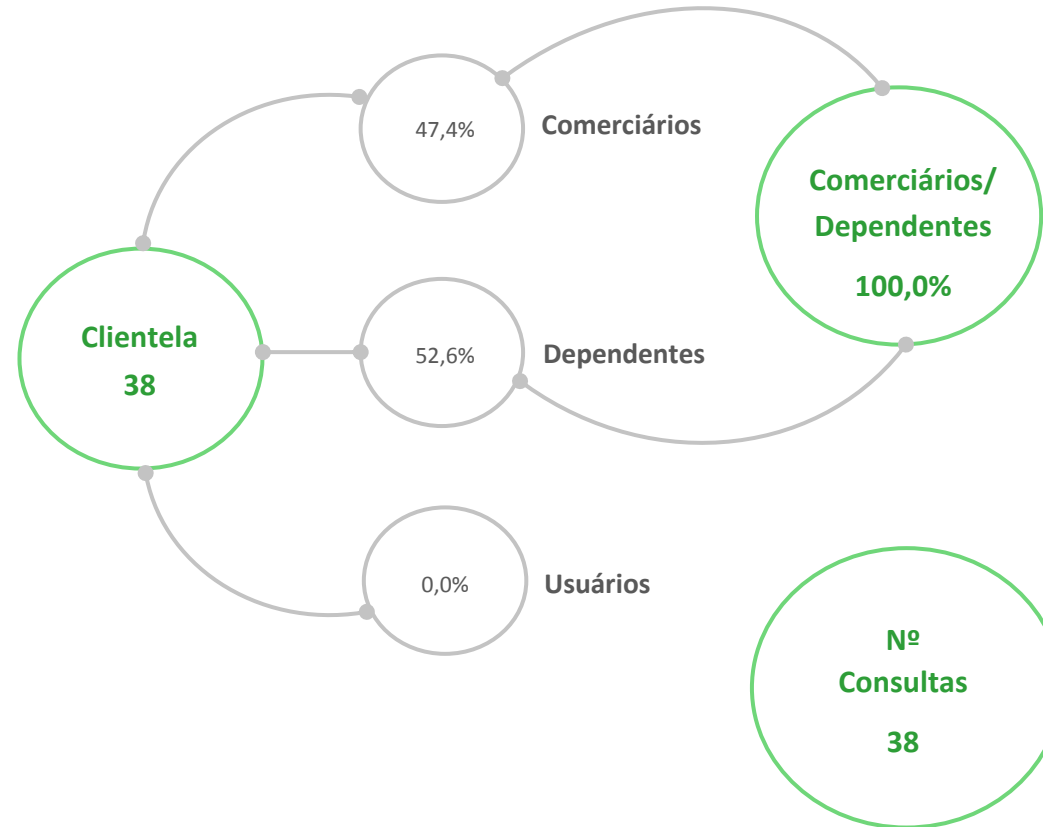 Clientela
38
47,4%
Comerciários
52,6%
Dependentes
0,0%
Usuários
Comerciários/
Dependentes
100,0%
Nº
Consultas
38